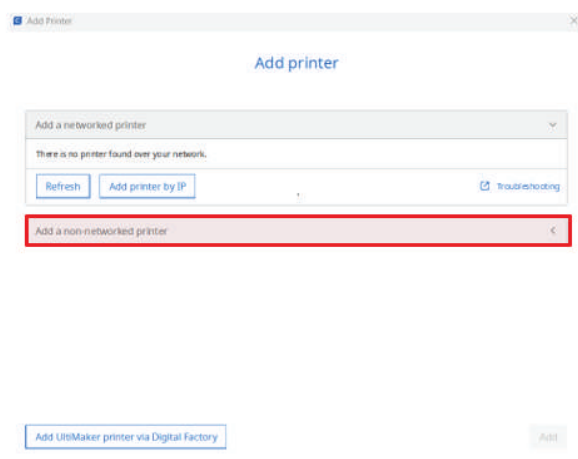 Add Printer
Add printer
Add a networked printer
There is no printer found over your network.
Refresh
Add printer by IP
Troubleshooting
Add a non-networked printer
Add UltiMaker printer via Digital Factory
Add